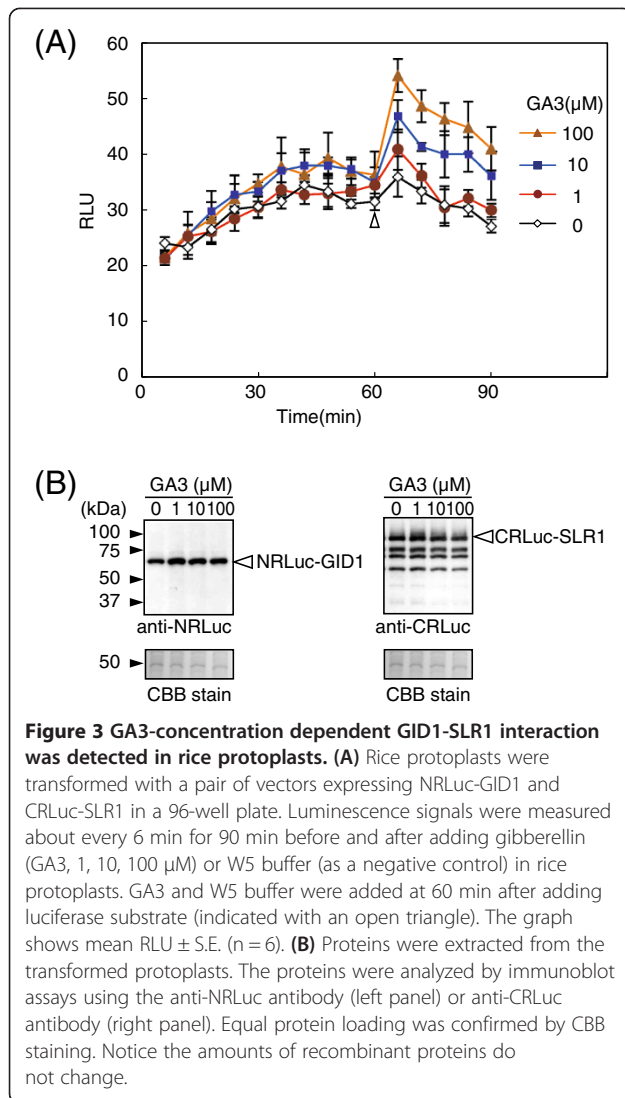 (A)
60
50
40
30
20
10
0
RLU
0 30 60 90
Time(min)
GA3(μM)
100
10
1
0
(B)
GA3 (μM)
(kDa) 0 1 10 100
100
75
50
37
NRLuc-GID1
anti-NRLuc
50
CBB stain
GA3 (μM)
0 1 10 100
CRLuc-SLR1
anti-CRLuc
CBB stain
Figure 3 GA3-concentration dependent GID1-SLR1 interaction
was detected in rice protoplasts. (A) Rice protoplasts were
transformed with a pair of vectors expressing NRLuc-GID1 and
CRLuc-SLR1 in a 96-well plate. Luminescence signals were measured
about every 6 min for 90 min before and after adding gibberellin
(GA3, 1, 10, 100 μM) or W5 buffer (as a negative control) in rice
protoplasts. GA3 and W5 buffer were added at 60 min after adding
luciferase substrate (indicated with an open triangle). The graph
shows mean RLU ± S.E. (n = 6). (B) Proteins were extracted from the
transformed protoplasts. The proteins were analyzed by immunoblot
assays using the anti-NRLuc antibody (left panel) or anti-CRLuc
antibody (right panel). Equal protein loading was confirmed by CBB
staining. Notice the amounts of recombinant proteins do
not change.